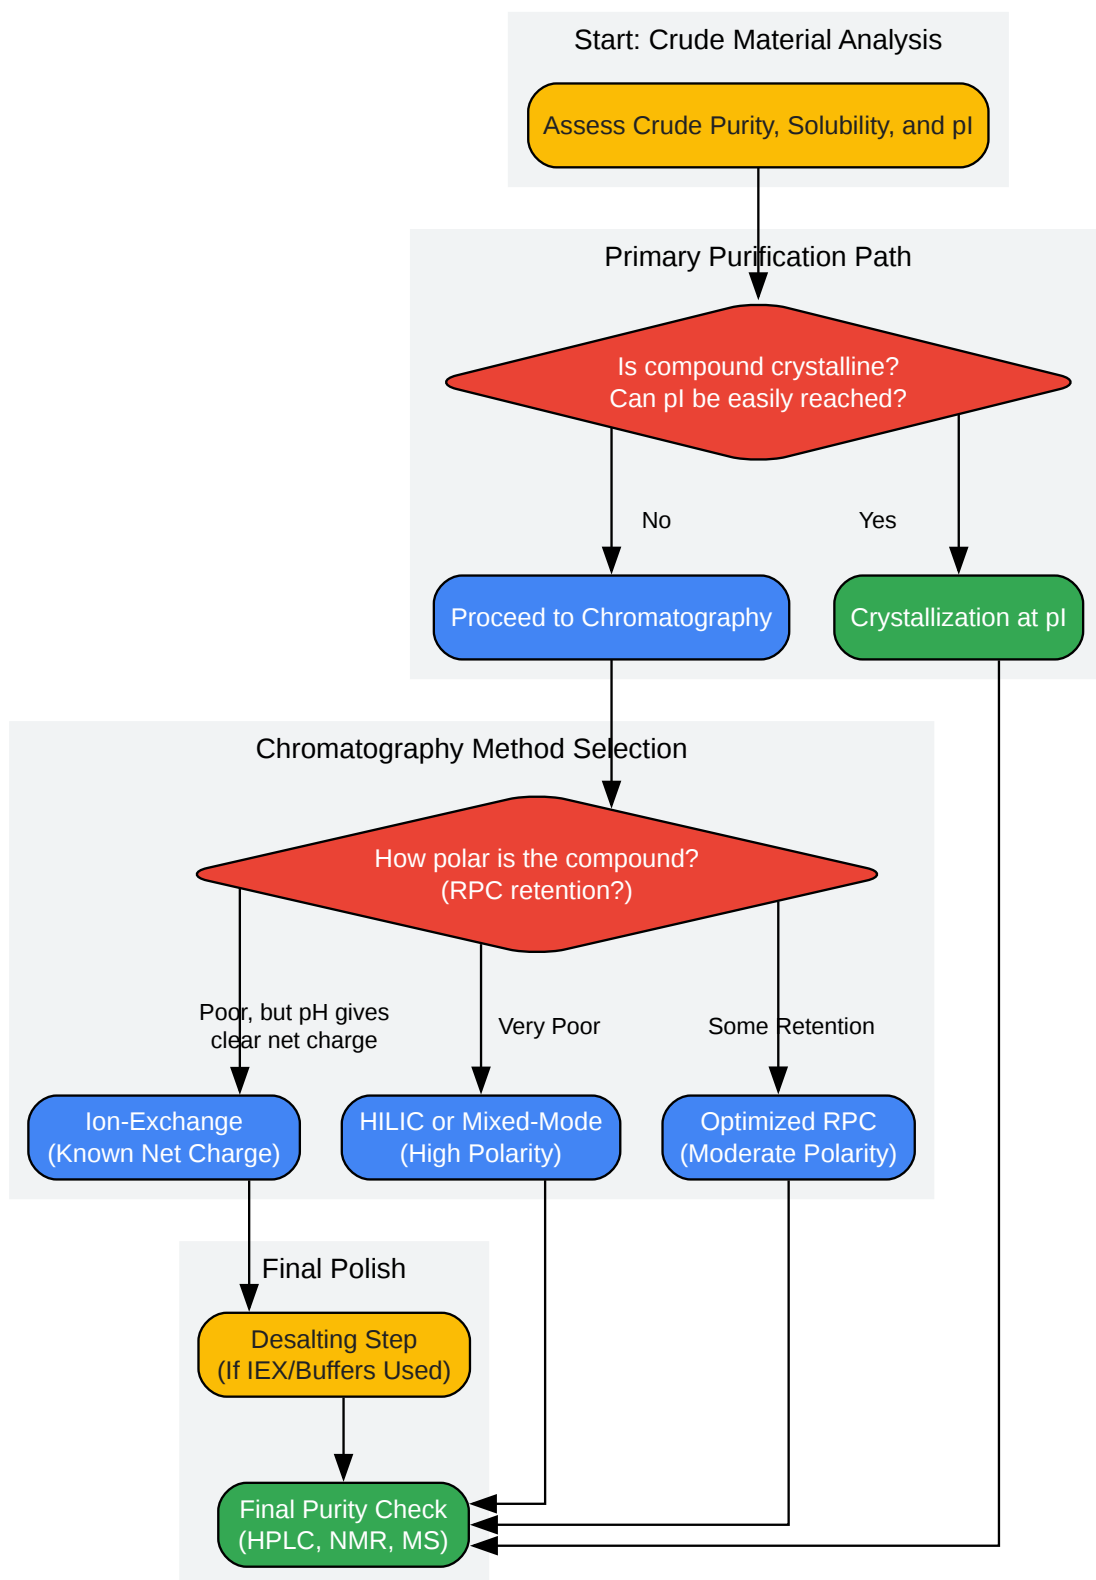 Start: Crude Material Analysis
Assess Crude Purity, Solubility, and pI
Primary Purification Path
Is compound crystalline?
Can pI be easily reached?
No
Yes
Proceed to Chromatography
Crystallization at pI
Chromatography Method Selection
How polar is the compound?
(RPC retention?)
Poor, but pH gives
clear net charge
Very Poor
Some Retention
Ion-Exchange
(Known Net Charge)
HILIC or Mixed-Mode
(High Polarity)
Optimized RPC
(Moderate Polarity)
Final Polish
Desalting Step
(If IEX/Buffers Used)
Final Purity Check
(HPLC, NMR, MS)